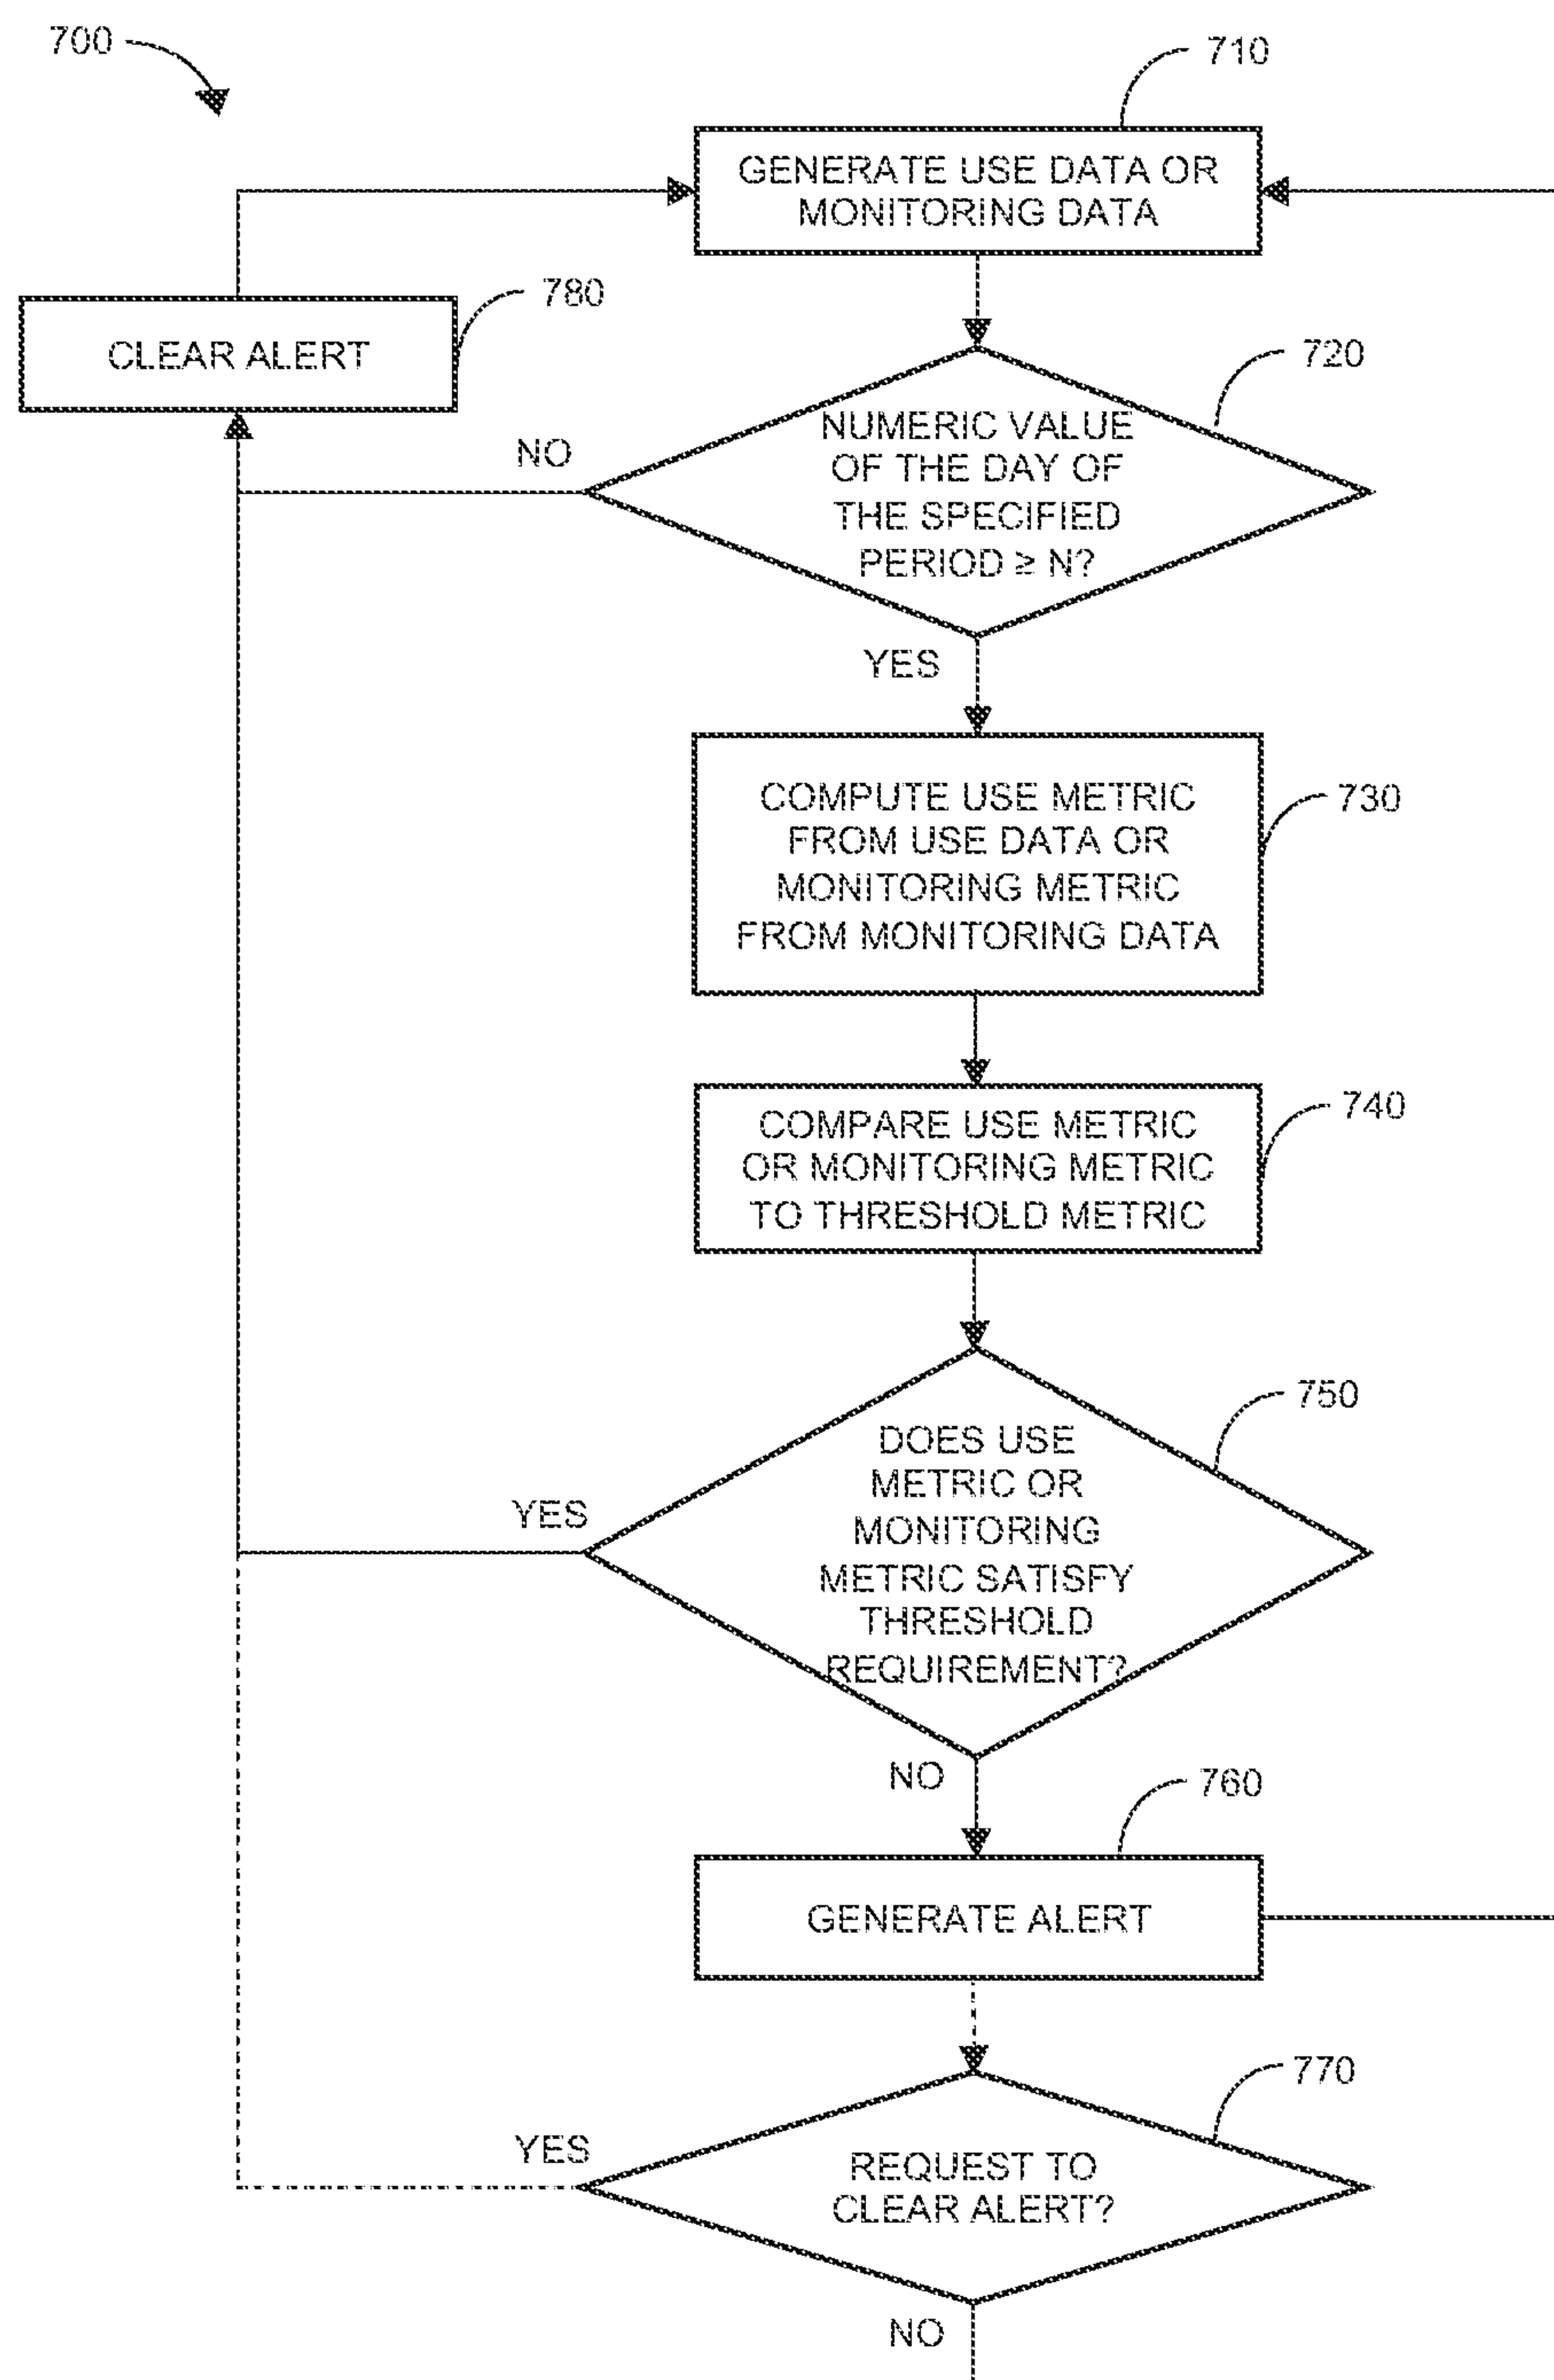 700
710
GENERATE USE DATA OR
MONITORING DATA
780
CLEAR ALERT
720
NUMERIC VALUE
OF THE DAY OF
THE SPECIFIED
PERIOD ≥ N?
NO
YES
730
COMPUTE USE METRIC
FROM USE DATA OR
MONITORING METRIC
FROM MONITORING DATA
740
COMPARE USE METRIC
OR MONITORING METRIC
TO THRESHOLD METRIC
750
DOES USE
METRIC OR
MONITORING
METRIC SATISFY
THRESHOLD
REQUIREMENT?
YES
NO
760
GENERATE ALERT
770
YES
REQUEST TO
CLEAR ALERT?
NO